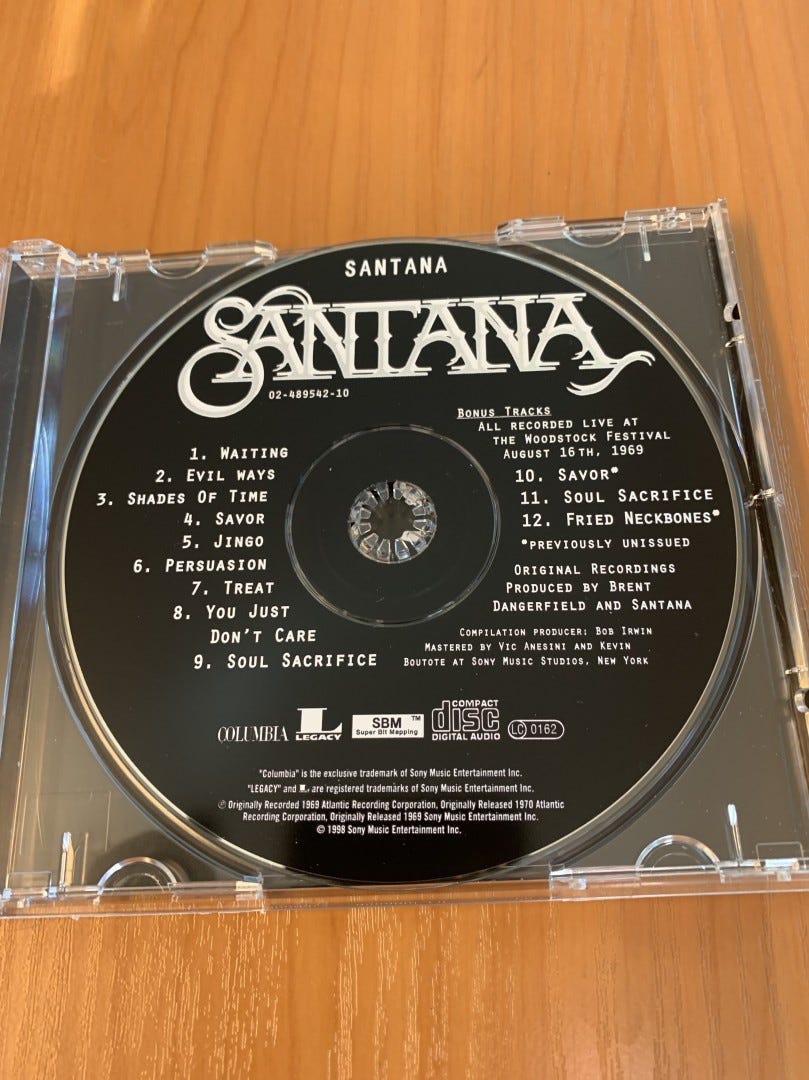 SANTANA
SANTANA
02-489542-10
1. WAITING
2. EVIL WAYS
3. SHADES OF TIME
4. SAVOR
5. JINGO
6. PERSUASION
7. TREAT
8. YOU JUST
DON'T CARE
9. SOUL SACRIFICE
BONUS TRACKS
ALL RECORDED LIVE AT
THE WOODSTOCK FESTIVAL
AUGUST 16TH, 1969
10. SAVOR*
11. SOUL SACRIFICE
12. FRIED NECKBONES*
*PREVIOUSLY UNISSUED
ORIGINAL RECORDINGS
PRODUCED BY BRENT
DANGERFIELD AND SANTANA
COMPILATION PRODUCER: BOB IRWIN
MASTERED BY VIC ANESINI AND KEVIN
BOUTOTE AT SONY MUSIC STUDIOS, NEW YORK
COLUMBIA
L
LEGACY
SBM™
Super Bit Mapping
COMPACT
disc
DIGITAL AUDIO
LC 0162
"Columbia" is the exclusive trademark of Sony Music Entertainment Inc.
"LEGACY" and L are registered trademarks of Sony Music Entertainment Inc.
℗ Originally Recorded 1969 Atlantic Recording Corporation, Originally Released 1970 Atlantic
Recording Corporation, Originally Released 1969 Sony Music Entertainment Inc.
© 1998 Sony Music Entertainment Inc.